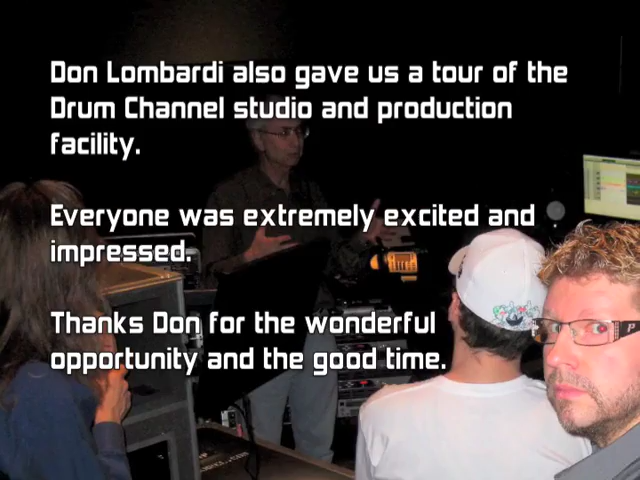 Don Lombardi also gave us a tour of the
Drum Channel studio and production
facility.
Everyone was extremely excited and
impressed.
Thanks Don for the wonderful
opportunity and the good time.